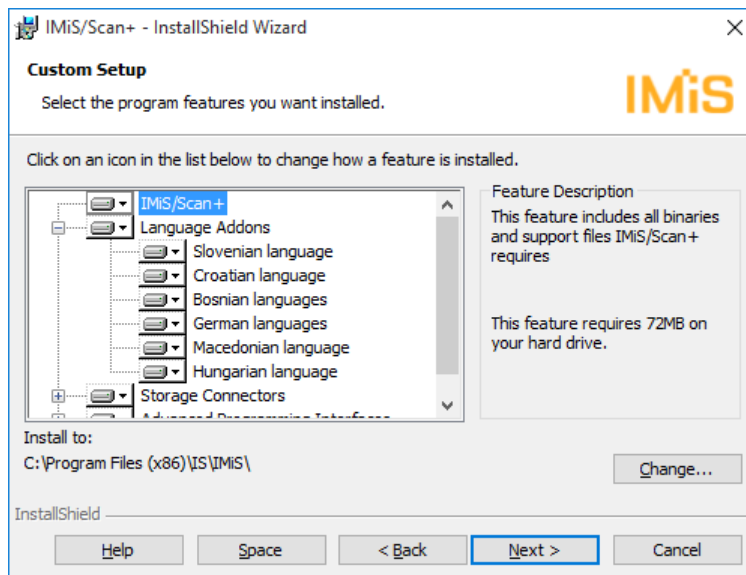 IMiS/Scan+ - InstallShield Wizard
Custom Setup
Select the program features you want installed.
IMiS
Click on an icon in the list below to change how a feature is installed.
IMiS/Scan+
Language Addons
Slovenian language
Croatian language
Bosnian languages
German languages
Macedonian language
Hungarian language
Storage Connectors
Advanced Programming Interfaces
Feature Description
This feature includes all binaries
and support files IMiS/Scan+
requires
This feature requires 72MB on
your hard drive.
Install to:
C:\Program Files (x86)\IS\IMiS\
Change...
InstallShield
Help
Space
< Back
Next >
Cancel